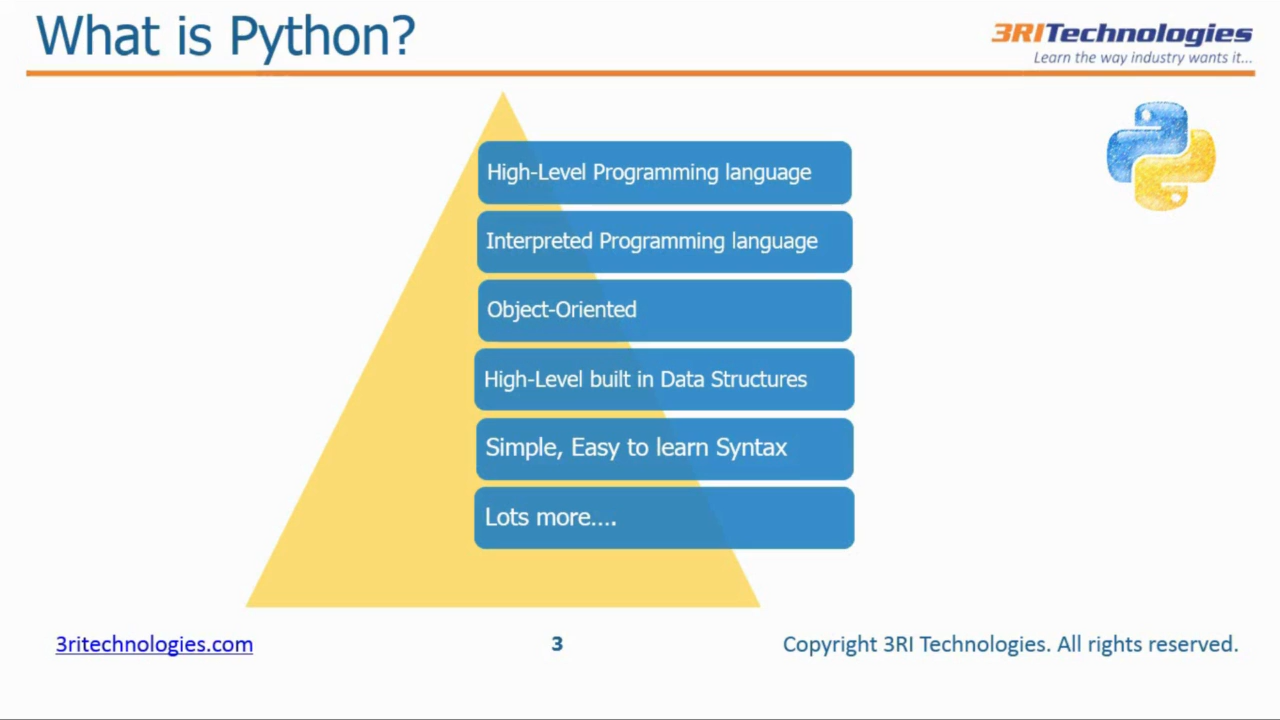 What is Python?
3RITechnologies
Learn the way industry wants it...
High-Level Programming language
Interpreted Programming language
Object-Oriented
High-Level built in Data Structures
Simple, Easy to learn Syntax
Lots more....
3ritechnologies.com
3
Copyright 3RI Technologies. All rights reserved.